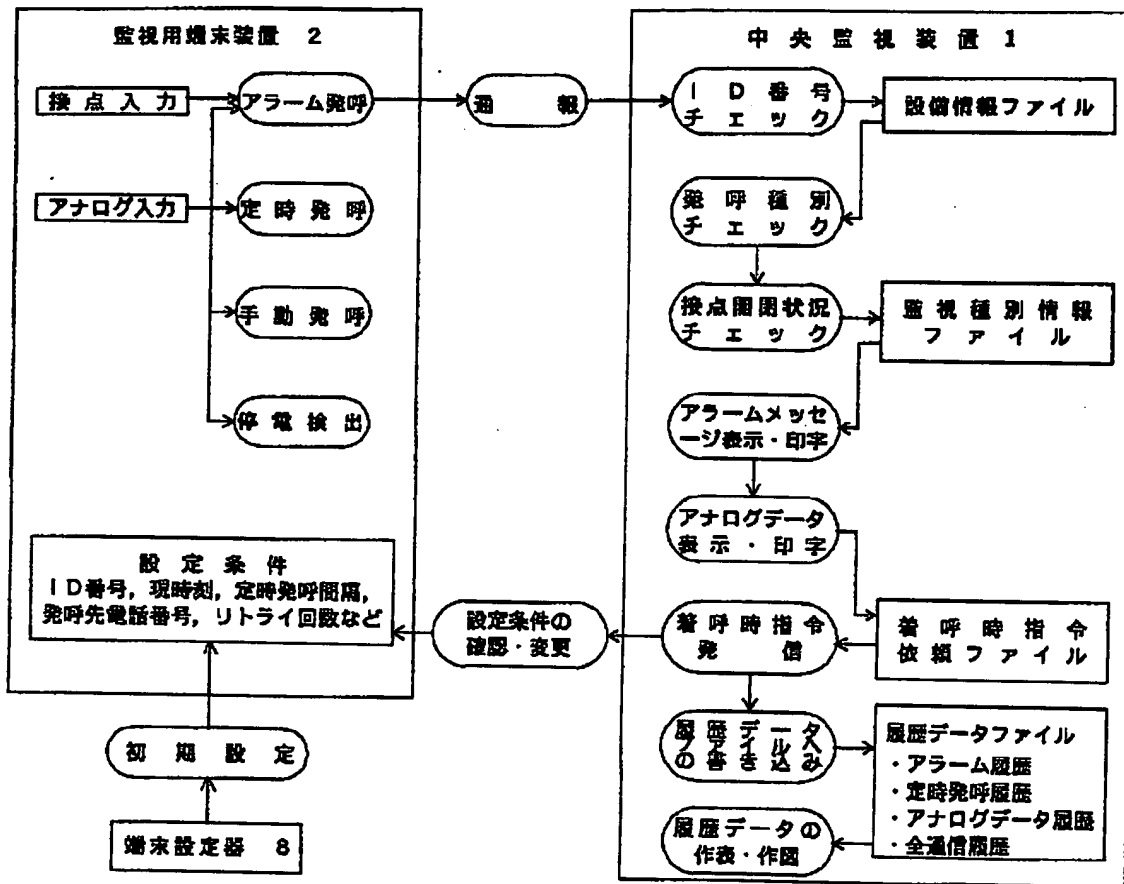 監視用端末装置 2
接点入力
アラーム発呼
アナログ入力
定時発呼
手動発呼
停電検出
設定条件
ID番号,現時刻,定時発呼間隔,
発呼先電話番号,リトライ回数など
初期設定
端末設定器 8
通報
設定条件の
確認・変更
中央監視装置1
ID番号
チェック
設備情報ファイル
発呼種別
チェック
接点開閉状況
チェック
監視種別情報
ファイル
アラームメッセ
ージ表示・印字
アナログデータ
表示・印字
着呼時指令
発信
着呼時指令
依頼ファイル
履歴データ
ファイルへ
の書き込み
履歴データファイル
・アラーム履歴
・定時発呼履歴
・アナログデータ履歴
・全通信履歴
履歴データの
作表・作図